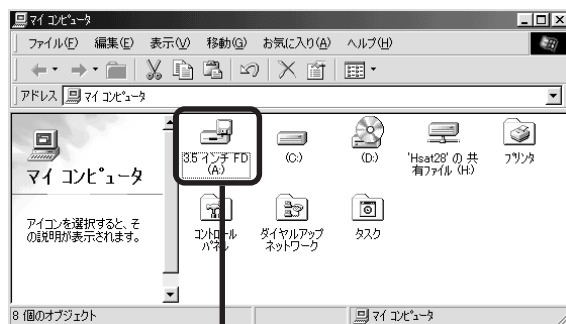 マイ コンピュータ
ファイル(F) 編集(E) 表示(V) 移動(G) お気に入り(A) ヘルプ(H)
アドレス マイ コンピュータ
マイ コンピュータ
アイコンを選択すると、そ
の説明が表示されます。
3.5 インチ FD
(A:)
(C:)
(D:)
'Hsat28' の 共
有ファイル (H:)
プリンタ
コントロール
パネル
ダイヤルアップ
ネットワーク
タスク
8 個のオブジェクト
マイ コンピュータ